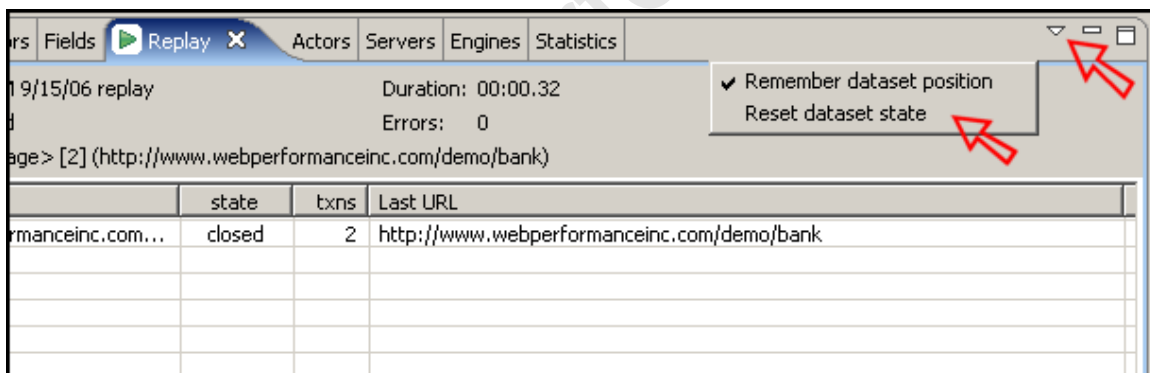 rs Fields Replay Actors Servers Engines Statistics
Remember dataset position
Reset dataset state
9/15/06 replay Duration: 00:00.32
Errors: 0
age> [2] (http://www.webperformanceinc.com/demo/bank)
state txns Last URL
rmanceinc.com... closed 2 http://www.webperformanceinc.com/demo/bank